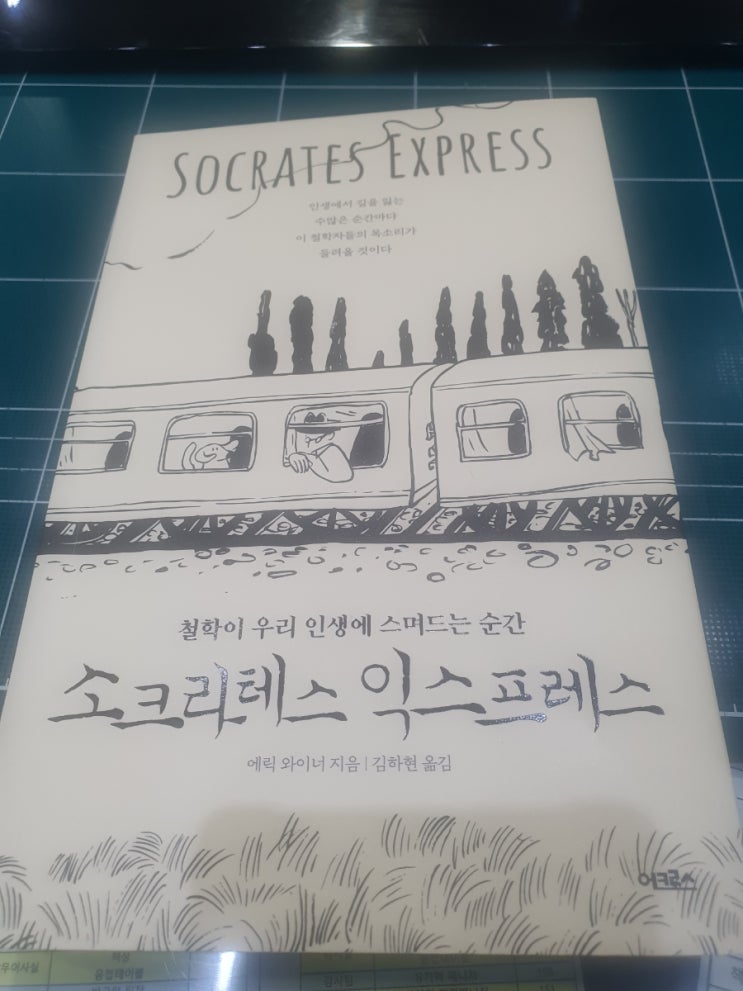 SOCRATES EXPRESS
인생에서 길을 잃는
수많은 순간마다
이 철학자들의 목소리가
들려올 것이다
철학이 우리 인생에 스며드는 순간
소크라테스 익스프레스
에릭 와이너 지음 | 김하현 옮김
어크로스